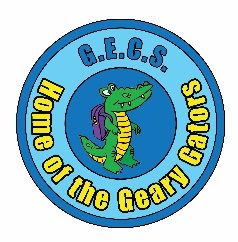 G.E.C.S.
Home of the Geary Gators